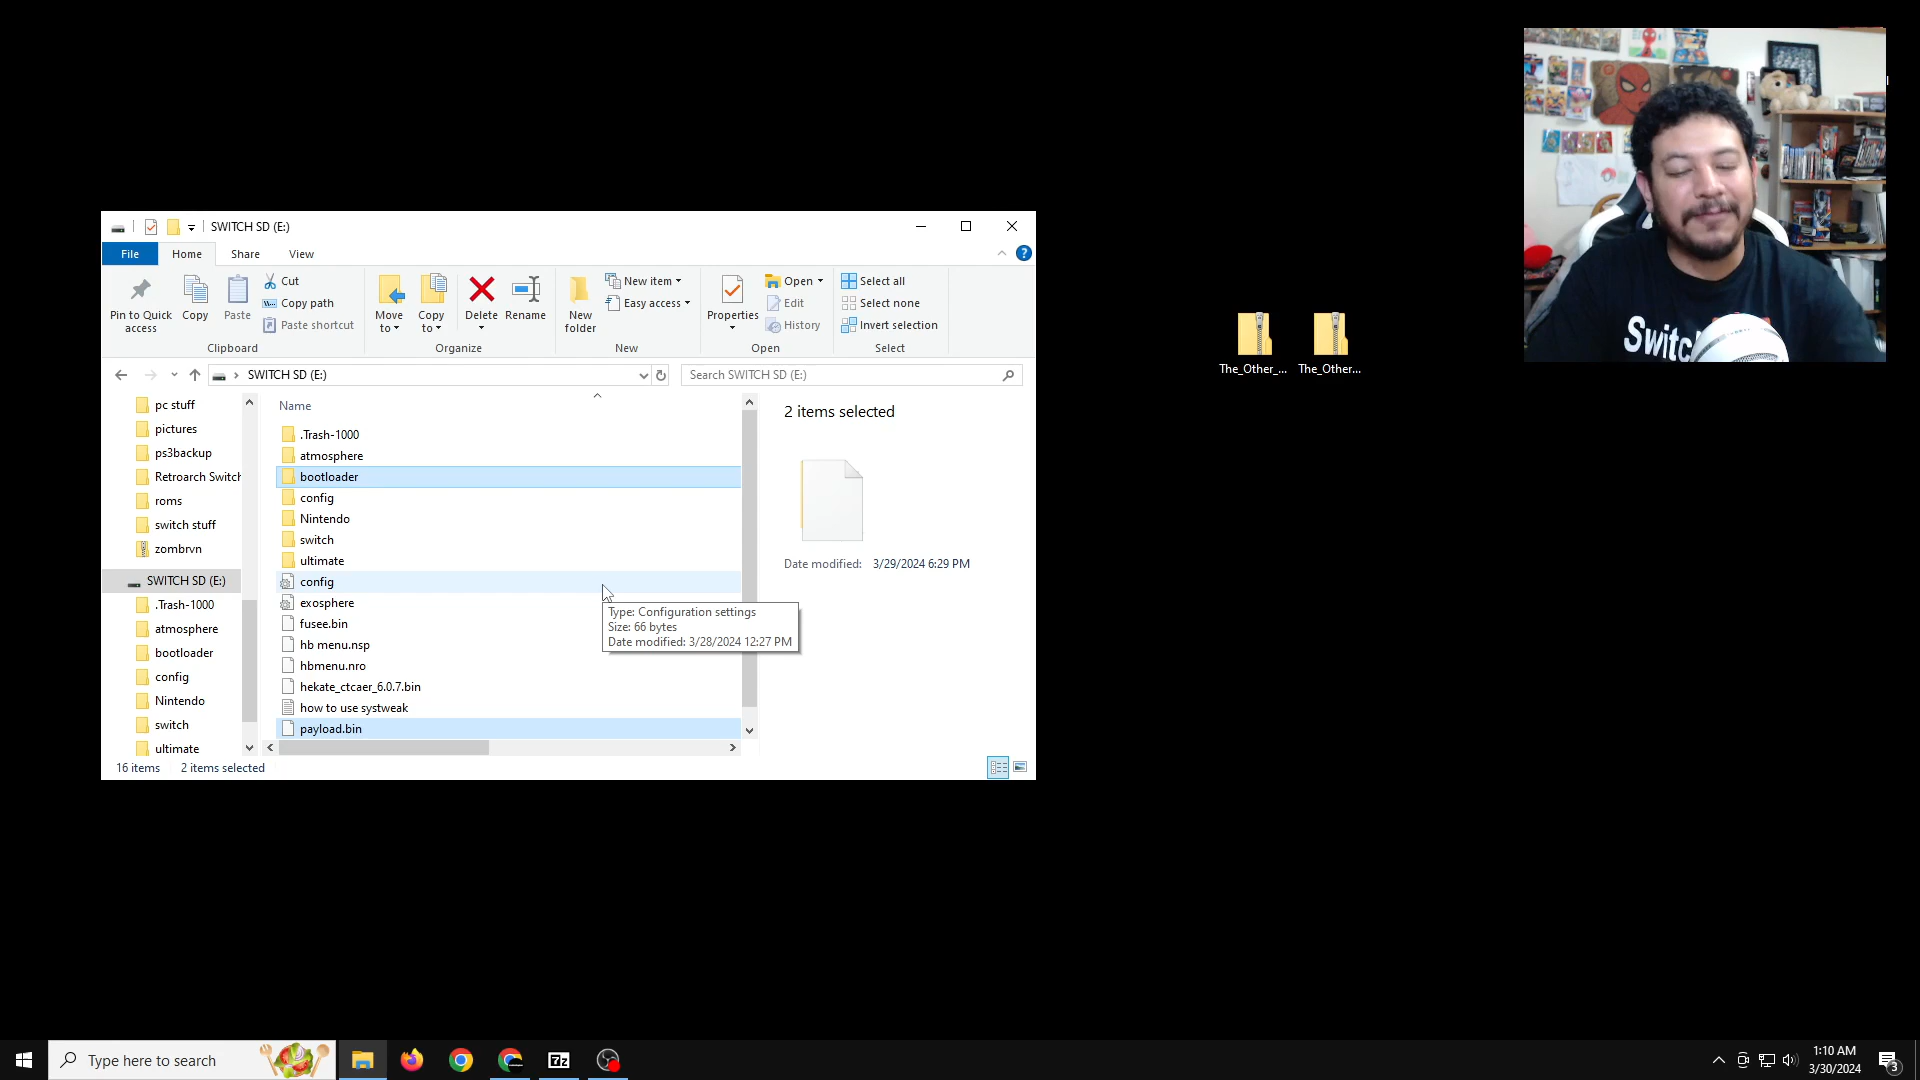 SWITCH SD (E:)
File Home Share View
Pin to Quick access
Copy
Paste
Cut
Copy path
Paste shortcut
Clipboard
Move to
Copy to
Delete
Rename
Organize
New folder
New item
Easy access
New
Properties
Open
Edit
History
Open
Select all
Select none
Invert selection
Select
SWITCH SD (E:)
Search SWITCH SD (E:)
pc stuff
pictures
ps3backup
Retroarch Switch
roms
switch stuff
zombrvn
SWITCH SD (E:)
.Trash-1000
atmosphere
bootloader
config
Nintendo
switch
ultimate
Name
.Trash-1000
atmosphere
bootloader
config
Nintendo
switch
ultimate
config
exosphere
fusee.bin
hb menu.nsp
hbmenu.nro
hekate_ctcaer_6.0.7.bin
how to use systweak
payload.bin
Type: Configuration settings
Size: 66 bytes
Date modified: 3/28/2024 12:27 PM
2 items selected
Date modified: 3/29/2024 6:29 PM
16 items 2 items selected
The_Other_...
The_Other...
Type here to search
7z
1:10 AM
3/30/2024
3